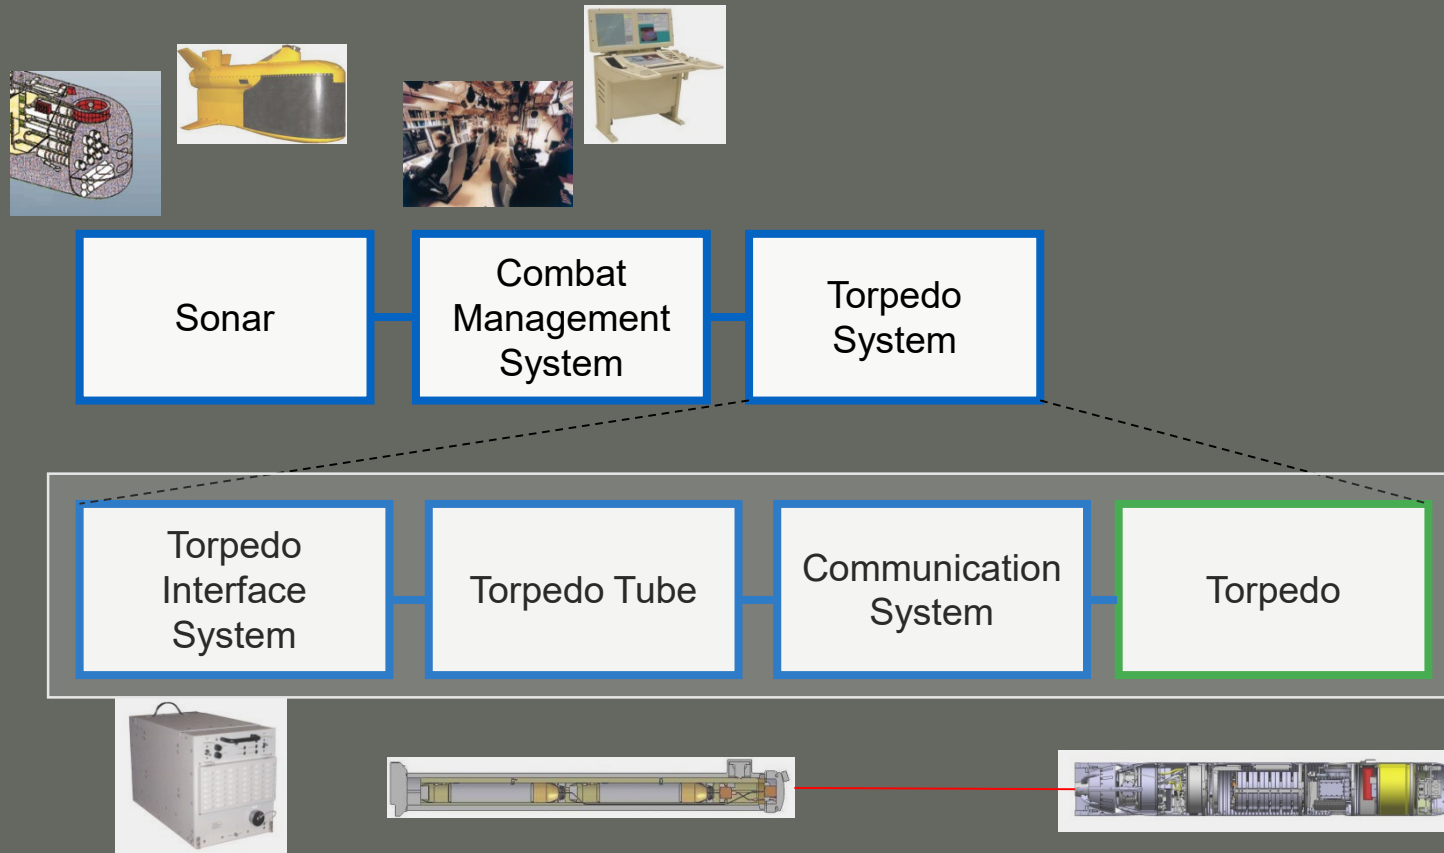 Sonar
Combat
Management
System
Torpedo
System
Torpedo
Interface
System
Torpedo Tube
Communication
System
Torpedo